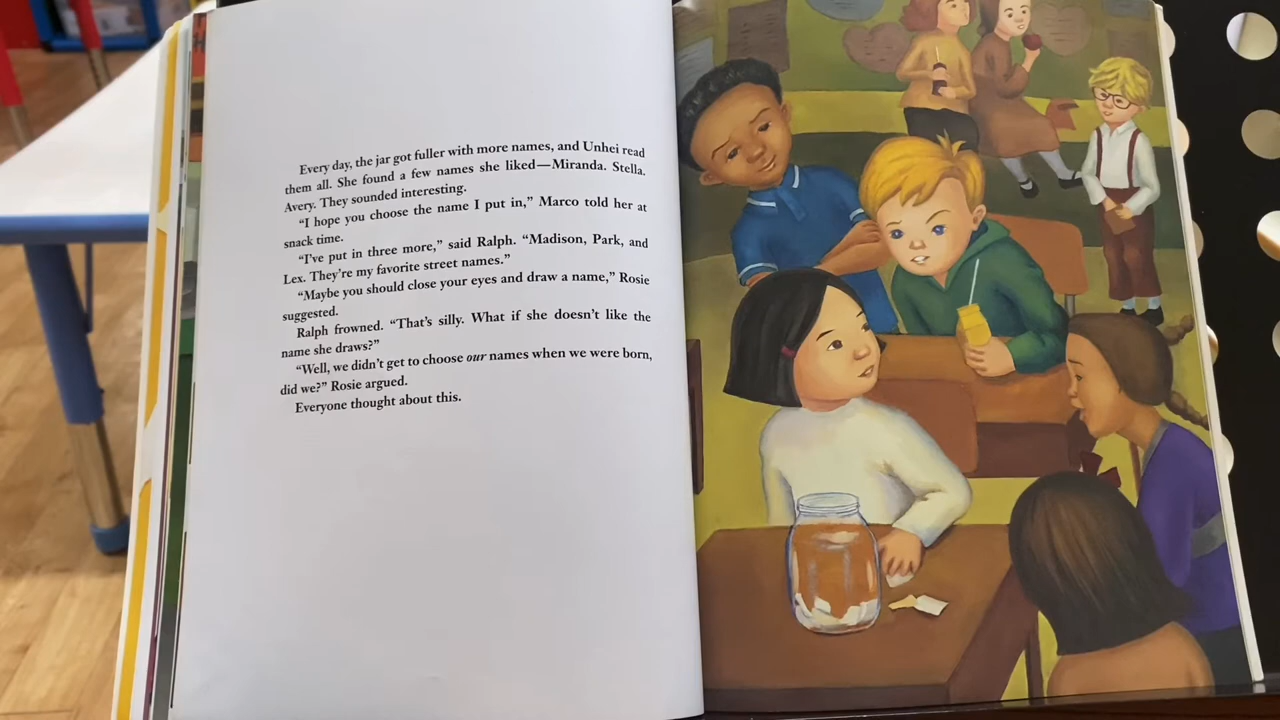 Every day, the jar got fuller with more names, and Unhei read
them all. She found a few names she liked—Miranda. Stella.
Avery. They sounded interesting.
“I hope you choose the name I put in,” Marco told her at
snack time.
“I’ve put in three more,” said Ralph. “Madison, Park, and
Lex. They’re my favorite street names.”
“Maybe you should close your eyes and draw a name,” Rosie
suggested.
Ralph frowned. “That’s silly. What if she doesn’t like the
name she draws?”
“Well, we didn’t get to choose our names when we were born,
did we?” Rosie argued.
Everyone thought about this.